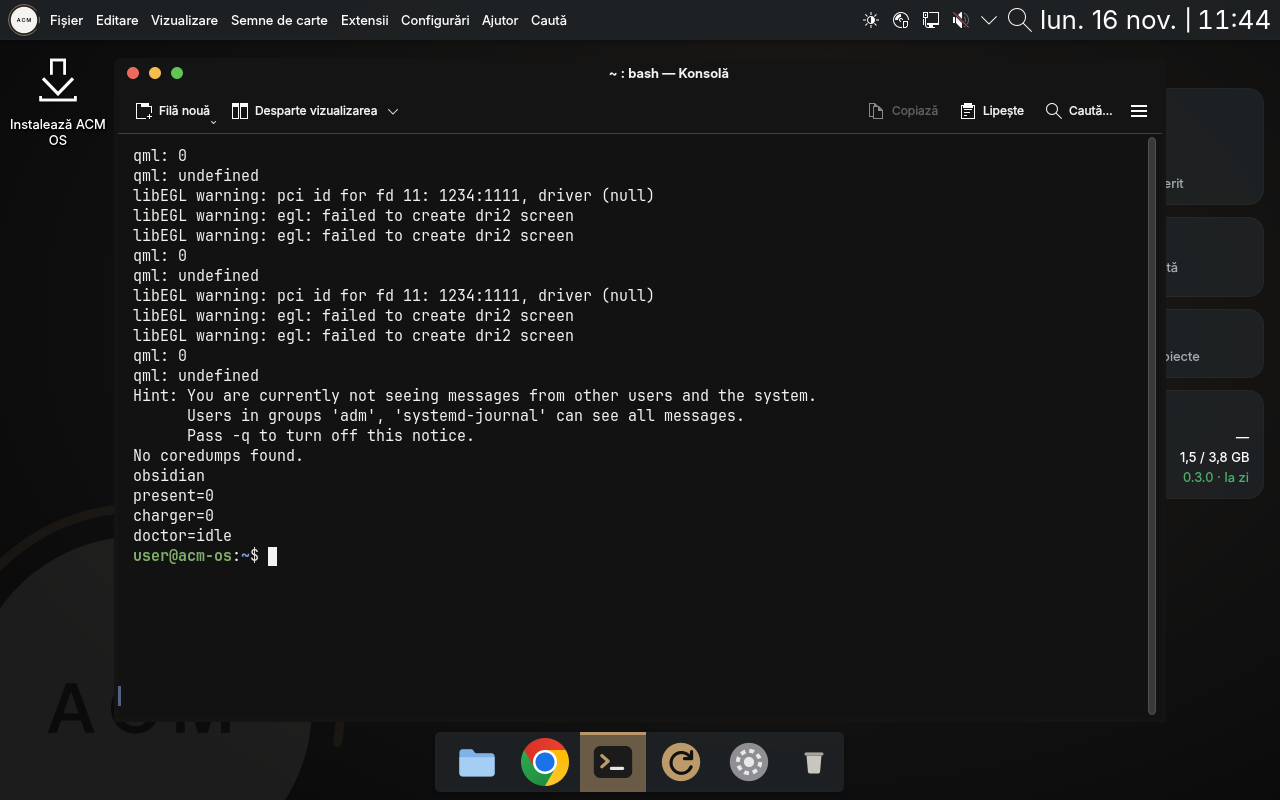 ACM
Fișier Editare Vizualizare Semne de carte Extensii Configurări Ajutor Caută
lun. 16 nov. | 11:44
Instalează ACM
OS
~ : bash — Konsolă
Filă nouă
Desparte vizualizarea
Copiază
Lipește
Caută...
qml: 0
qml: undefined
libEGL warning: pci id for fd 11: 1234:1111, driver (null)
libEGL warning: egl: failed to create dri2 screen
libEGL warning: egl: failed to create dri2 screen
qml: 0
qml: undefined
libEGL warning: pci id for fd 11: 1234:1111, driver (null)
libEGL warning: egl: failed to create dri2 screen
libEGL warning: egl: failed to create dri2 screen
qml: 0
qml: undefined
Hint: You are currently not seeing messages from other users and the system.
      Users in groups 'adm', 'systemd-journal' can see all messages.
      Pass -q to turn off this notice.
No coredumps found.
obsidian
present=0
charger=0
doctor=idle
user@acm-os:~$
erit
tă
biecte
—
1,5 / 3,8 GB
0.3.0 · la zi
ACM